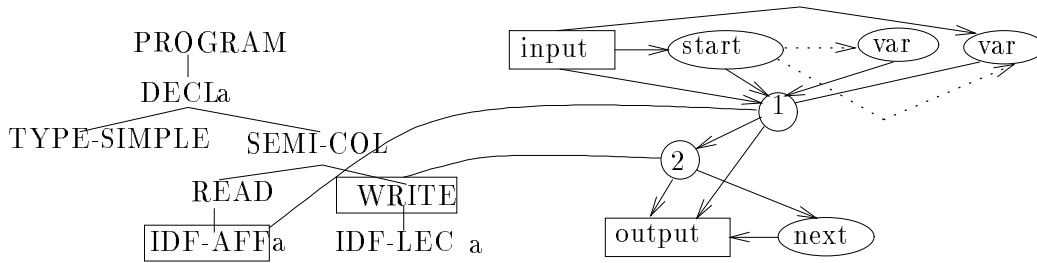 PROGRAM
DECLa
TYPE-SIMPLE
SEMI-COL
READ
WRITE
IDF-AFFa
IDF-LEC a
input
start
var
var
1
2
output
next